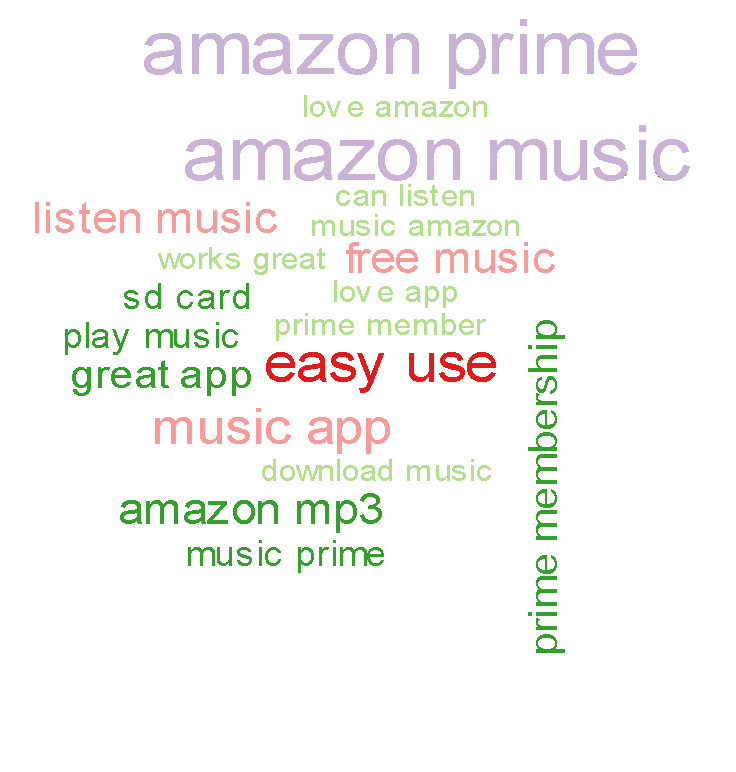 amazon prime
love amazon
amazon music
can listen
listen music
music amazon
works great
free music
sd card
love app
play music
prime member
great app
easy use
music app
download music
amazon mp3
music prime
prime membership